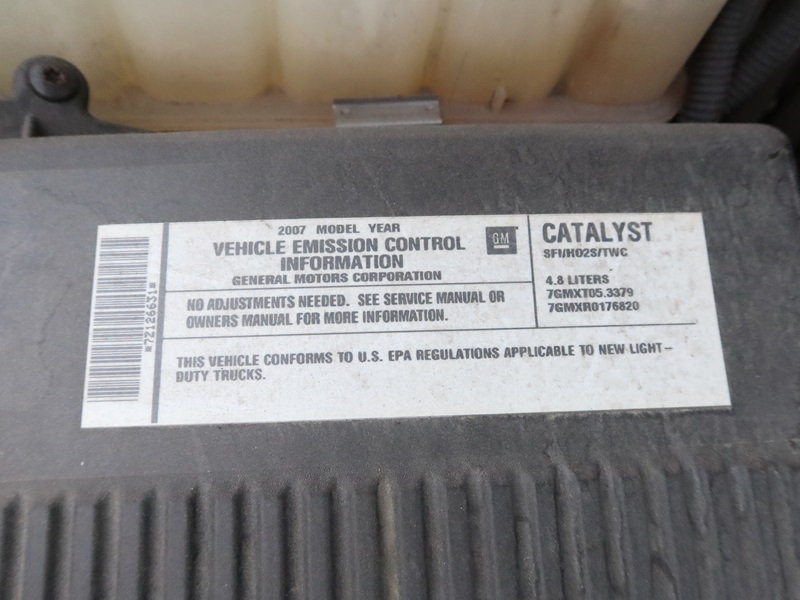 *7Z126631*
2007 MODEL YEAR
VEHICLE EMISSION CONTROL
INFORMATION
GENERAL MOTORS CORPORATION
GM
NO ADJUSTMENTS NEEDED. SEE SERVICE MANUAL OR
OWNERS MANUAL FOR MORE INFORMATION.
CATALYST
SFI/HO2S/TWC
4.8 LITERS
7GMXT05.3379
7GMXR0176820
THIS VEHICLE CONFORMS TO U.S. EPA REGULATIONS APPLICABLE TO NEW LIGHT-
DUTY TRUCKS.